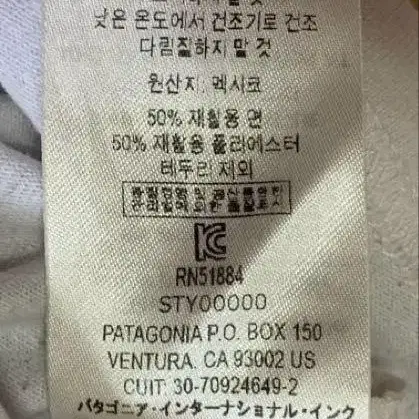 낮은 온도에서 건조기로 건조
다림질하지 말 것
원산지: 멕시코
50% 재활용 면
50% 재활용 폴리에스터
테두리 제외
RN51884
STY00000
PATAGONIA P.O. BOX 150
VENTURA, CA 93002 US
CUIT: 30-70924649-2
パタゴニア・インターナショナル・インク